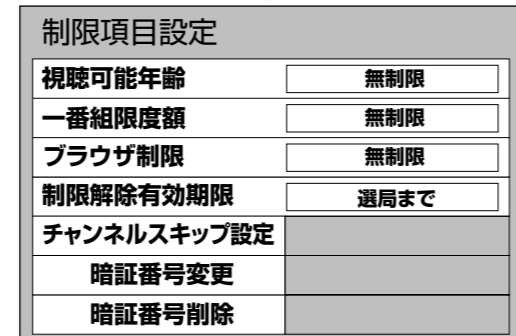 制限項目設定
視聴可能年齢 無制限
一番組限度額 無制限
ブラウザ制限 無制限
制限解除有効期限 選局まで
チャンネルスキップ設定
暗証番号変更
暗証番号削除